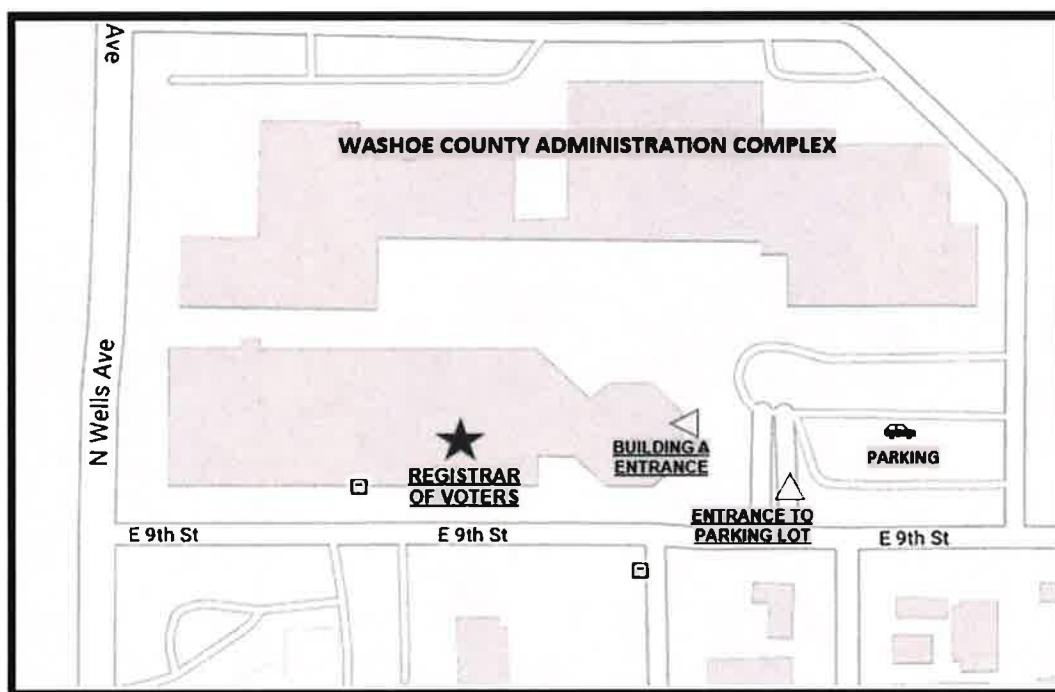 Ave
WASHOE COUNTY ADMINISTRATION COMPLEX
N Wells Ave
BUILDING A
ENTRANCE
PARKING
REGISTRAR
OF VOTERS
ENTRANCE TO
PARKING LOT
E 9th St
E 9th St
E 9th St